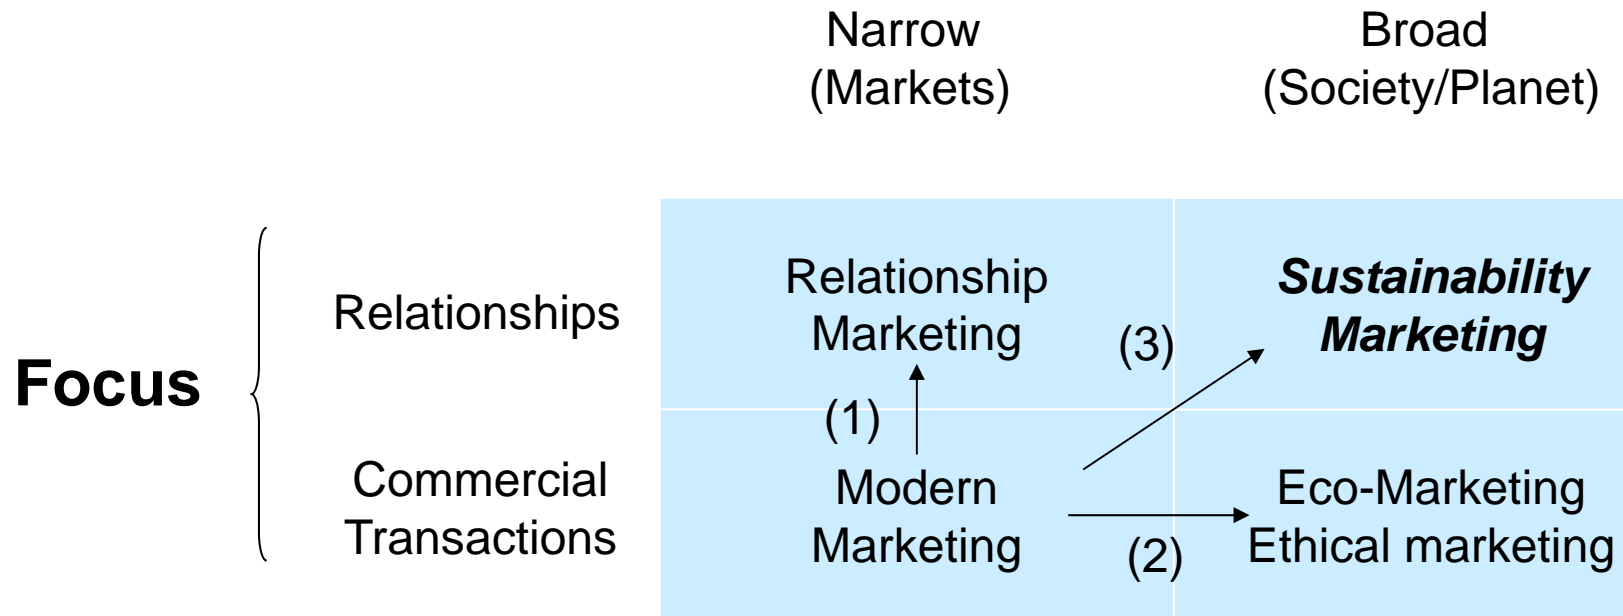 Narrow
(Markets)
Broad
(Society/Planet)
Focus
Relationships
Relationship
Marketing
(3)
Sustainability
Marketing
(1)
Commercial
Transactions
Modern
Marketing
(2)
Eco-Marketing
Ethical marketing